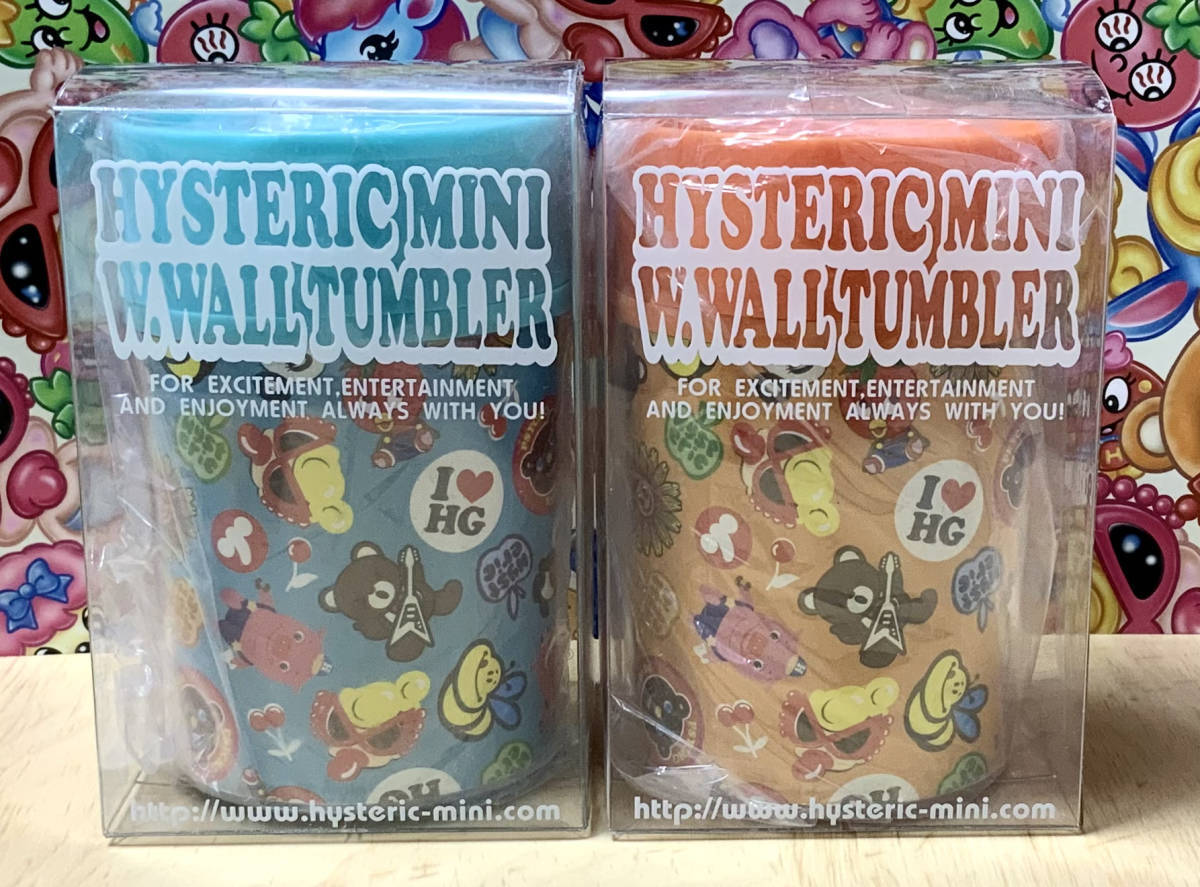 HYSTERIC MINI
W.WALL TUMBLER
FOR EXCITEMENT,ENTERTAINMENT
AND ENJOYMENT ALWAYS WITH YOU!
I ♥
HG
http://www.hysteric-mini.com
HYSTERIC MINI
W.WALL TUMBLER
FOR EXCITEMENT,ENTERTAINMENT
AND ENJOYMENT ALWAYS WITH YOU!
I ♥
HG
http://www.hysteric-mini.com